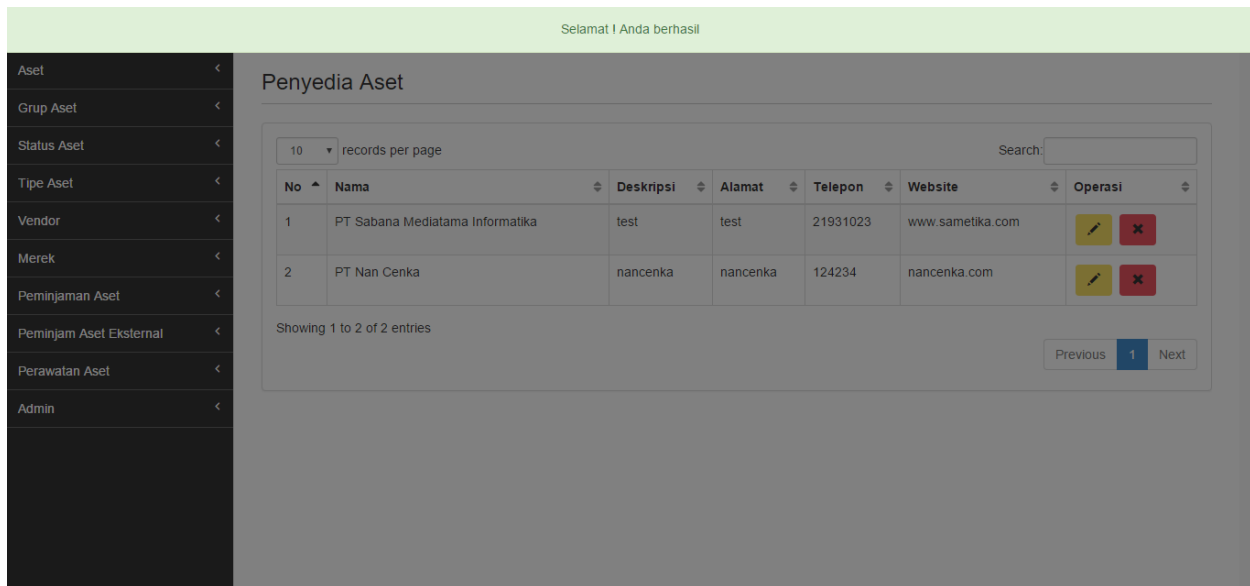 Selamat ! Anda berhasil
Aset
Grup Aset
Status Aset
Tipe Aset
Vendor
Merek
Peminjaman Aset
Peminjam Aset Eksternal
Perawatan Aset
Admin
Penyedia Aset
10 records per page Search:
No Nama Deskripsi Alamat Telepon Website Operasi
1 PT Sabana Mediatama Informatika test test 21931023 www.sametika.com
2 PT Nan Cenka nancenka nancenka 124234 nancenka.com
Showing 1 to 2 of 2 entries
Previous 1 Next